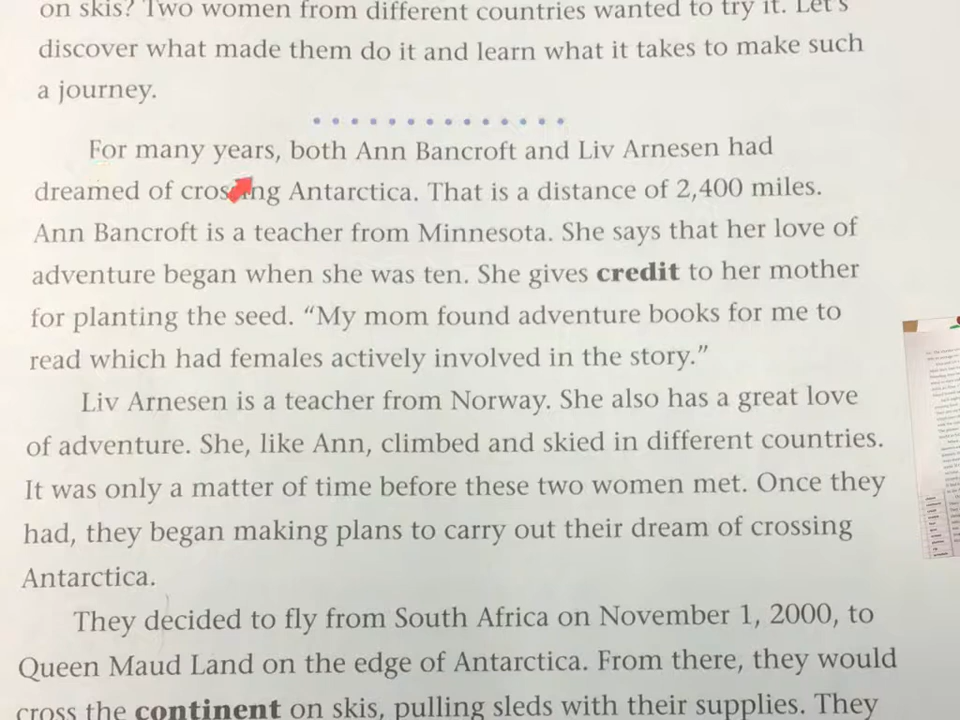 on skis? Two women from different countries wanted to try it. Let's
discover what made them do it and learn what it takes to make such
a journey.
For many years, both Ann Bancroft and Liv Arnesen had
dreamed of crossing Antarctica. That is a distance of 2,400 miles.
Ann Bancroft is a teacher from Minnesota. She says that her love of
adventure began when she was ten. She gives credit to her mother
for planting the seed. “My mom found adventure books for me to
read which had females actively involved in the story.”
Liv Arnesen is a teacher from Norway. She also has a great love
of adventure. She, like Ann, climbed and skied in different countries.
It was only a matter of time before these two women met. Once they
had, they began making plans to carry out their dream of crossing
Antarctica.
They decided to fly from South Africa on November 1, 2000, to
Queen Maud Land on the edge of Antarctica. From there, they would
cross the continent on skis, pulling sleds with their supplies. They